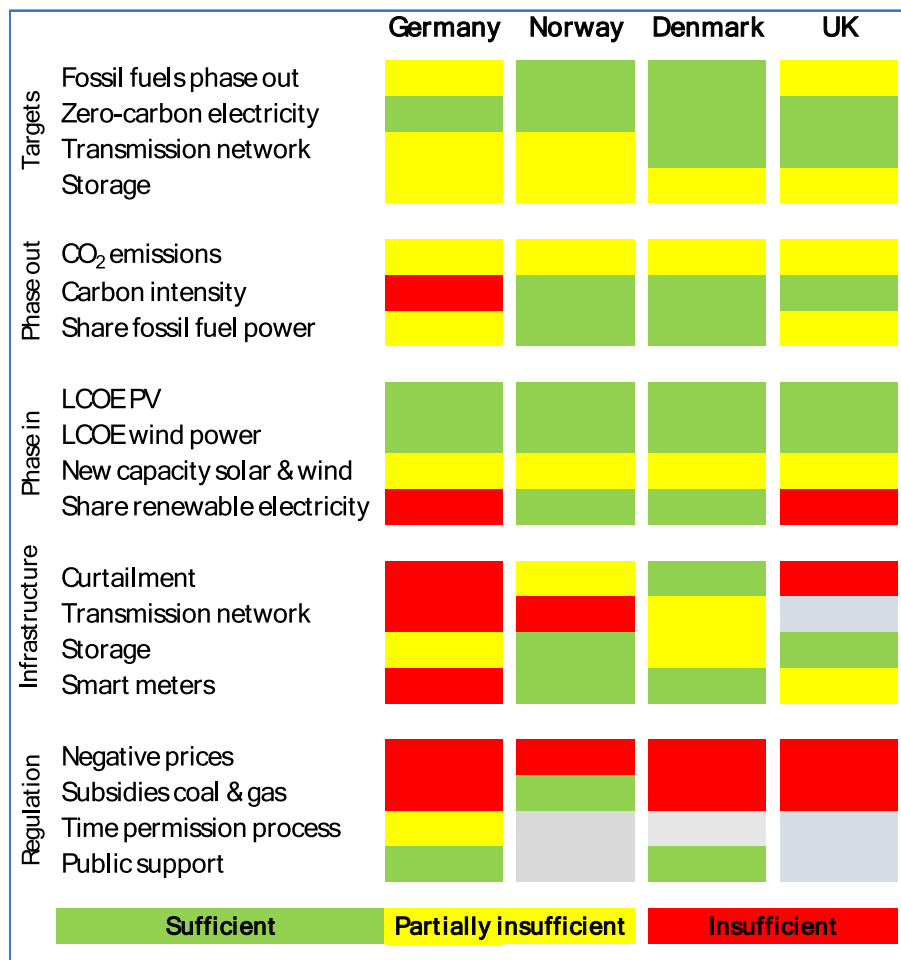 Germany Norway Denmark UK
Targets
Fossil fuels phase out
Zero-carbon electricity
Transmission network
Storage
Phase out
CO₂ emissions
Carbon intensity
Share fossil fuel power
Phase in
LCOE PV
LCOE wind power
New capacity solar & wind
Share renewable electricity
Infrastructure
Curtailment
Transmission network
Storage
Smart meters
Regulation
Negative prices
Subsidies coal & gas
Time permission process
Public support
Sufficient Partially insufficient Insufficient